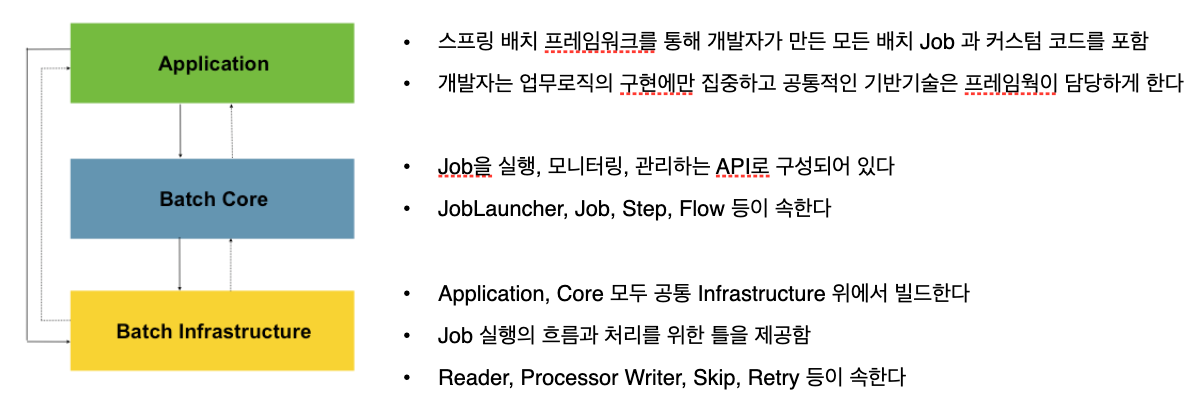 Application
• 스프링 배치 프레임워크를 통해 개발자가 만든 모든 배치 Job 과 커스텀 코드를 포함
• 개발자는 업무로직의 구현에만 집중하고 공통적인 기반기술은 프레임웍이 담당하게 한다
Batch Core
• Job을 실행, 모니터링, 관리하는 API로 구성되어 있다
• JobLauncher, Job, Step, Flow 등이 속한다
Batch Infrastructure
• Application, Core 모두 공통 Infrastructure 위에서 빌드한다
• Job 실행의 흐름과 처리를 위한 틀을 제공함
• Reader, Processor Writer, Skip, Retry 등이 속한다